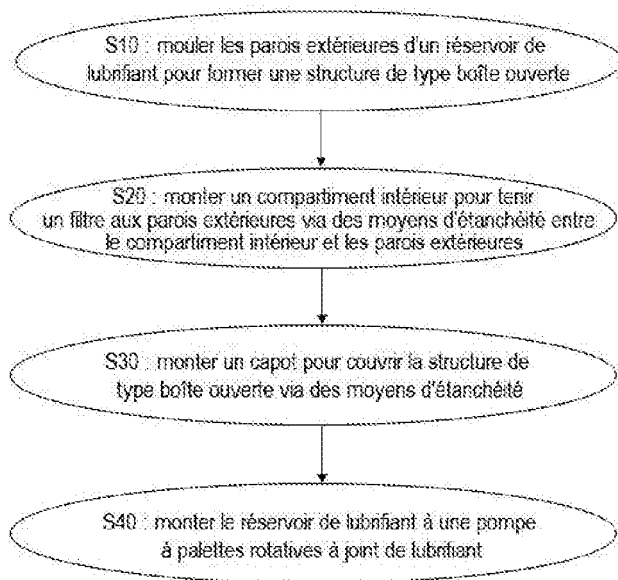 S10 : mouler les parois extérieures d'un réservoir de
lubrifiant pour former une structure de type boîte ouverte
S20 : monter un compartiment intérieur pour tenir
un filtre aux parois extérieures via des moyens d'étanchéité entre
le compartiment intérieur et les parois extérieures
S30 : monter un capot pour couvrir la structure de
type boîte ouverte via des moyens d'étanchéité
S40 : monter le réservoir de lubrifiant à une pompe
à palettes rotatives à joint de lubrifiant